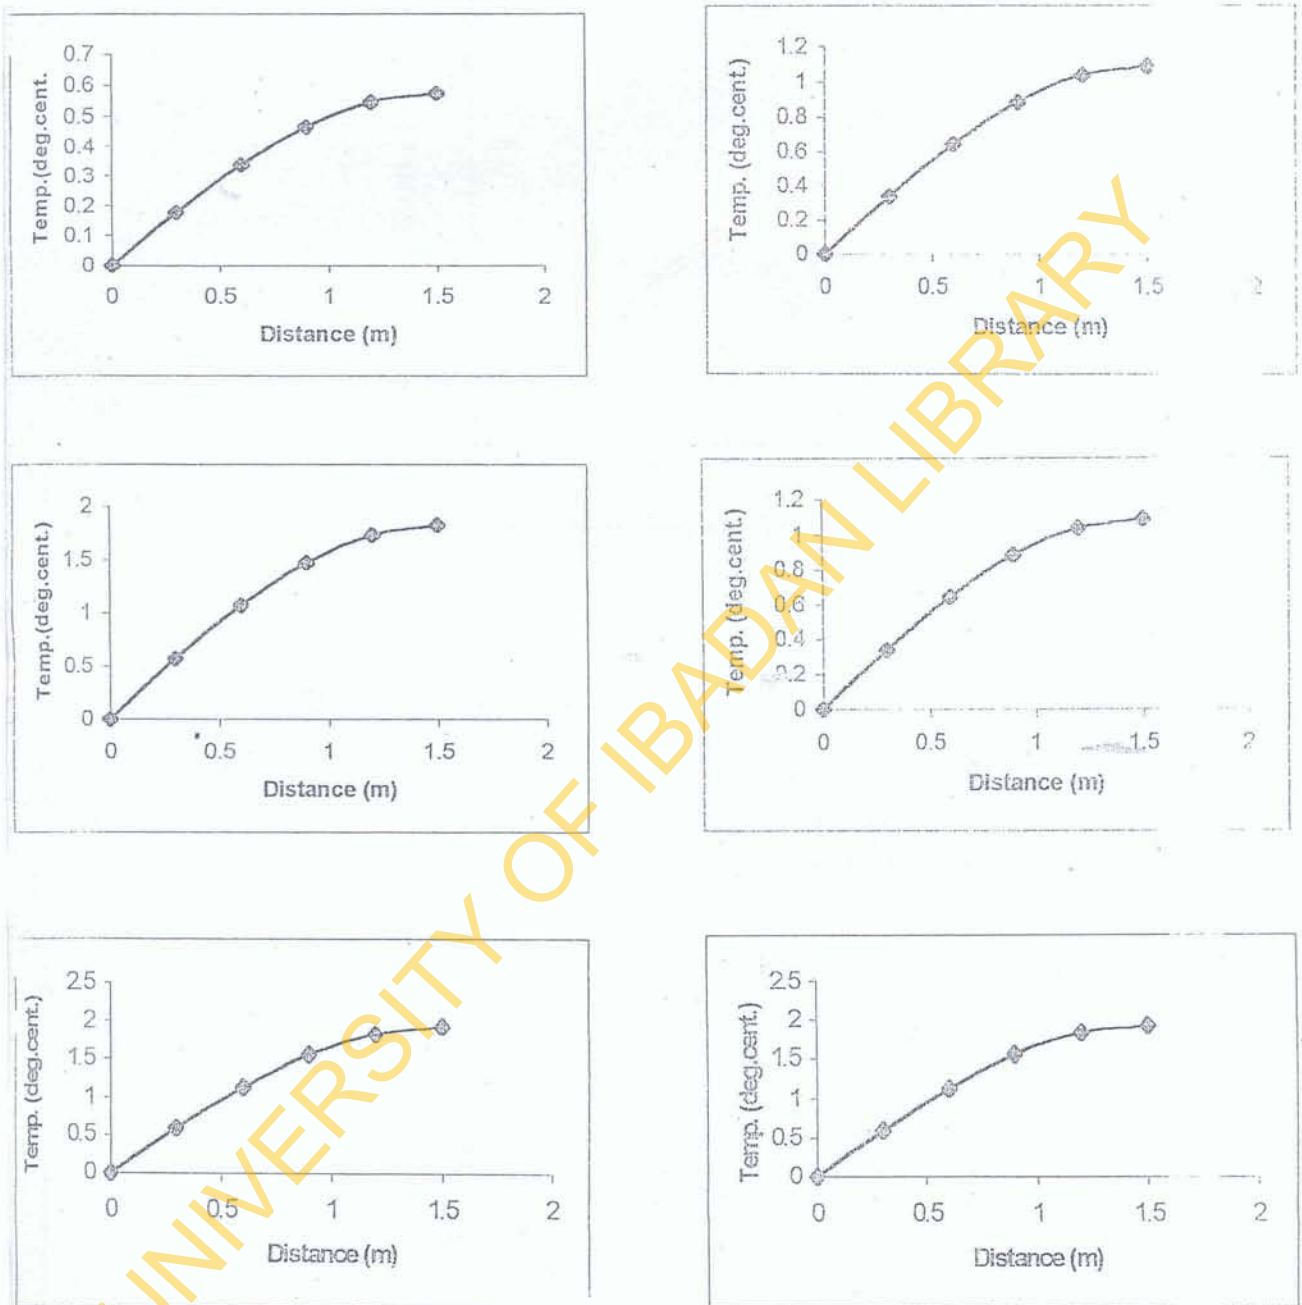 0.7
0.6
0.5
0.4
0.3
0.2
0.1
0
Temp.(deg.cent.
0 0.5 1 1.5 2
Distance (m)
1.2
1
0.8
0.6
0.4
0.2
0
Temp. (deg.cent.)
0 0.5 1 1.5 2
Distance (m)
2
1.5
1
0.5
0
Temp.(deg.cent.)
0 0.5 1 1.5 2
Distance (m)
1.2
1
0.8
0.6
0.4
0.2
0
Temp. (deg.cent.)
0 0.5 1 1.5 2
Distance (m)
2.5
2
1.5
1
0.5
0
Temp. (deg.cent.)
0 0.5 1 1.5 2
Distance (m)
2.5
2
1.5
1
0.5
0
Temp. (deg.cent.)
0 0.5 1 1.5 2
Distance (m)
UNIVERSITY OF IBADAN LIBRARY